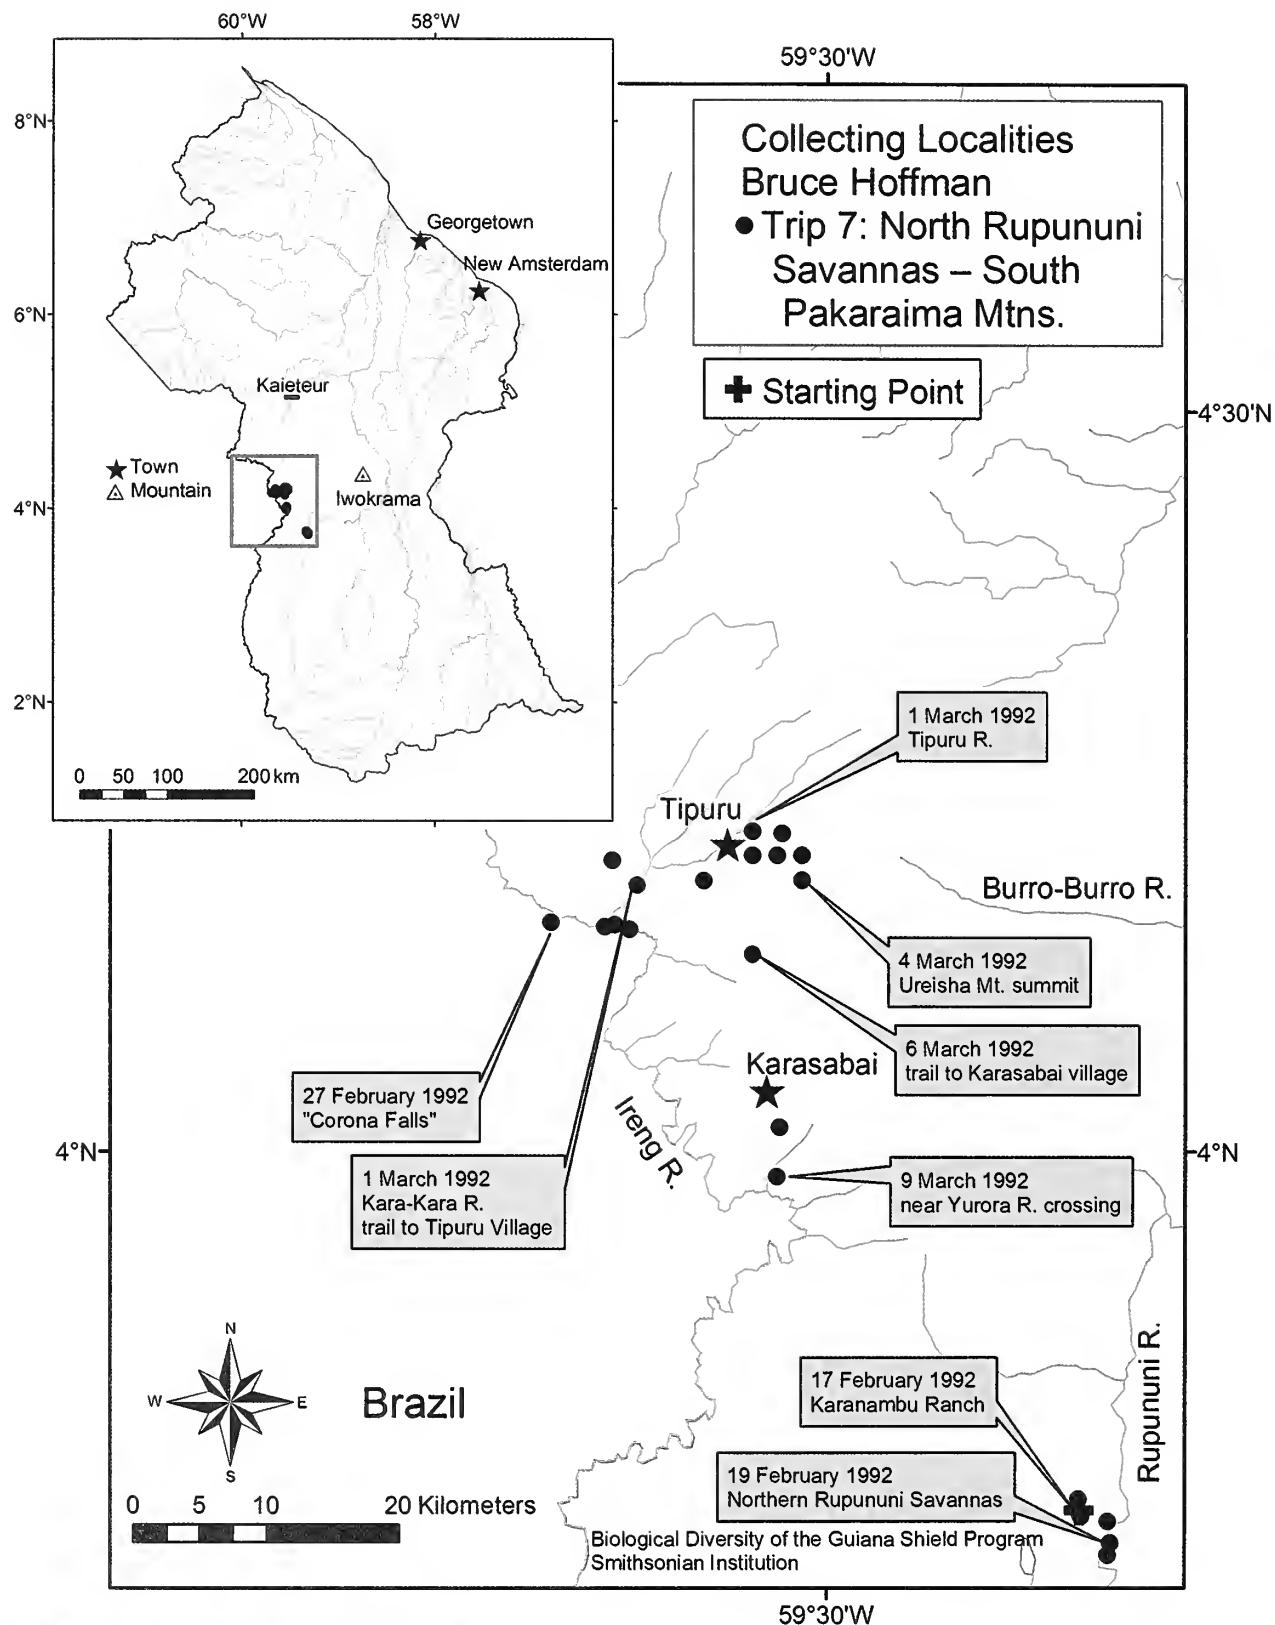 60°W
58°W
8°N
6°N
4°N
2°N
Georgetown
New Amsterdam
Kaieteur
Town
Mountain
Iwokrama
0 50 100 200 km
59°30'W
Collecting Localities
Bruce Hoffman
Trip 7: North Rupununi
Savannas – South
Pakaraima Mtns.
Starting Point
4°30'N
1 March 1992
Tipuru R.
Tipuru
Burro-Burro R.
4 March 1992
Ureisha Mt. summit
6 March 1992
trail to Karasabai village
Karasabai
27 February 1992
"Corona Falls"
Ireng R.
4°N
4°N
1 March 1992
Kara-Kara R.
trail to Tipuru Village
9 March 1992
near Yurora R. crossing
N
W
E
S
Brazil
Rupununi R.
17 February 1992
Karanambu Ranch
19 February 1992
Northern Rupununi Savannas
0 5 10 20 Kilometers
Biological Diversity of the Guiana Shield Program
Smithsonian Institution
59°30'W